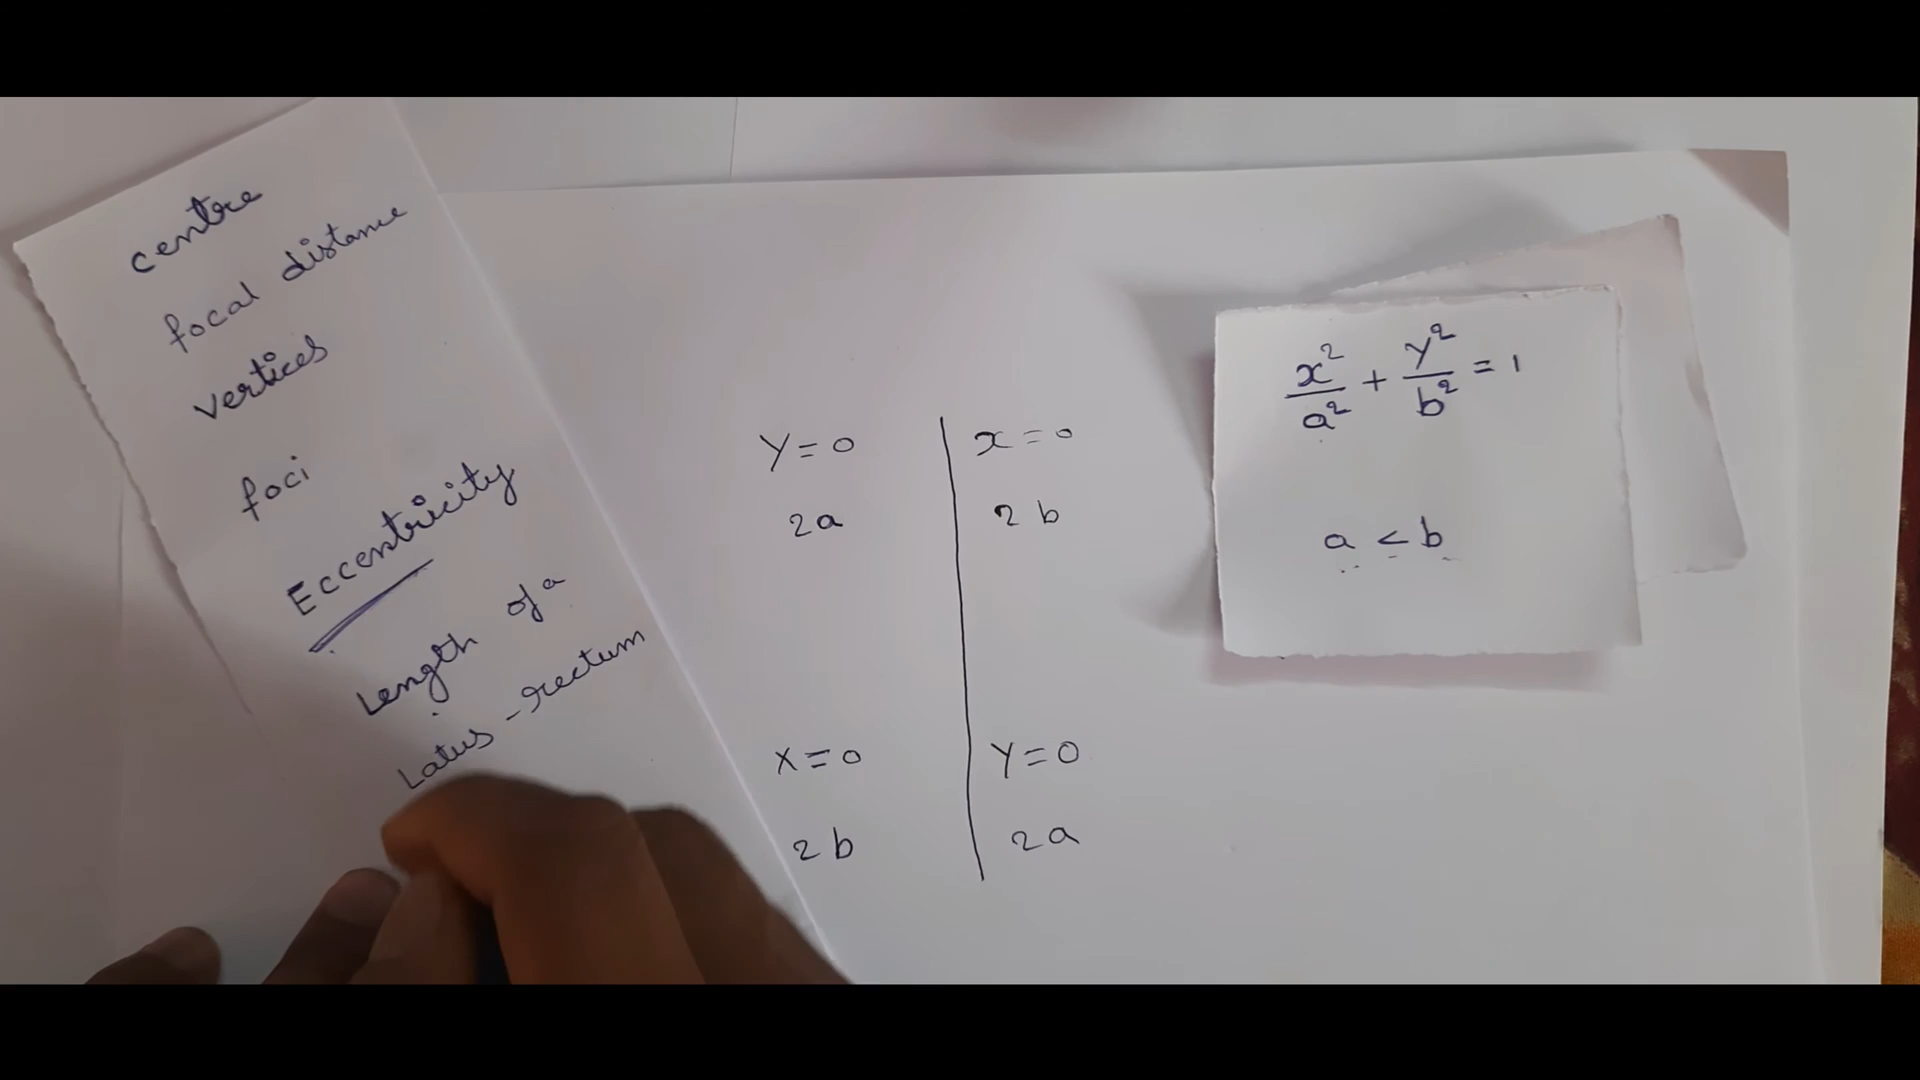 centre
focal distance
vertices
foci
Eccentricity
Length of a
Latus-rectum
Y=0
2a
X=0
2b
x=0
2b
Y=0
2a
x²/a² + y²/b² = 1
a < b